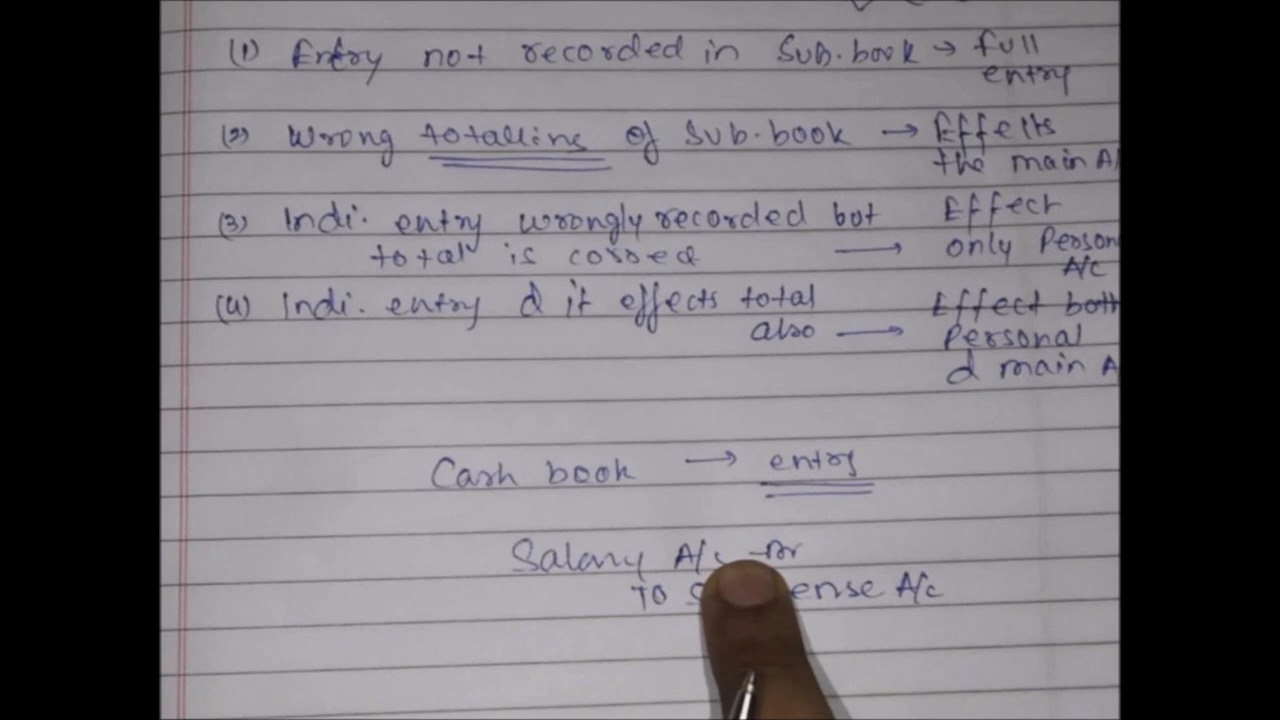 (1) Entry not recorded in Sub.book → full
entry
(2) Wrong totalling of Sub.book → Effects
the main A/
(3) Indi. entry wrongly recorded but Effect
total is correct → only Person
A/c
(4) Indi. entry & it effects total Effect both
also → Personal
& main A
Cash book → entry
Salary A/c Dr
To S ense A/c